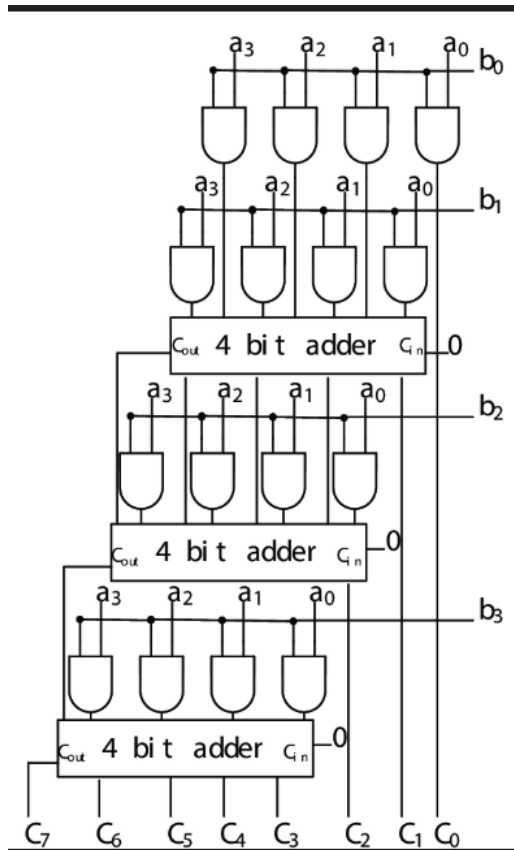 a₃ a₂ a₁ a₀
b₀
a₃ a₂ a₁ a₀
b₁
Cout 4 bit adder Cin 0
a₃ a₂ a₁ a₀
b₂
Cout 4 bit adder Cin 0
a₃ a₂ a₁ a₀
b₃
Cout 4 bit adder Cin 0
C₇ C₆ C₅ C₄ C₃ C₂ C₁ C₀